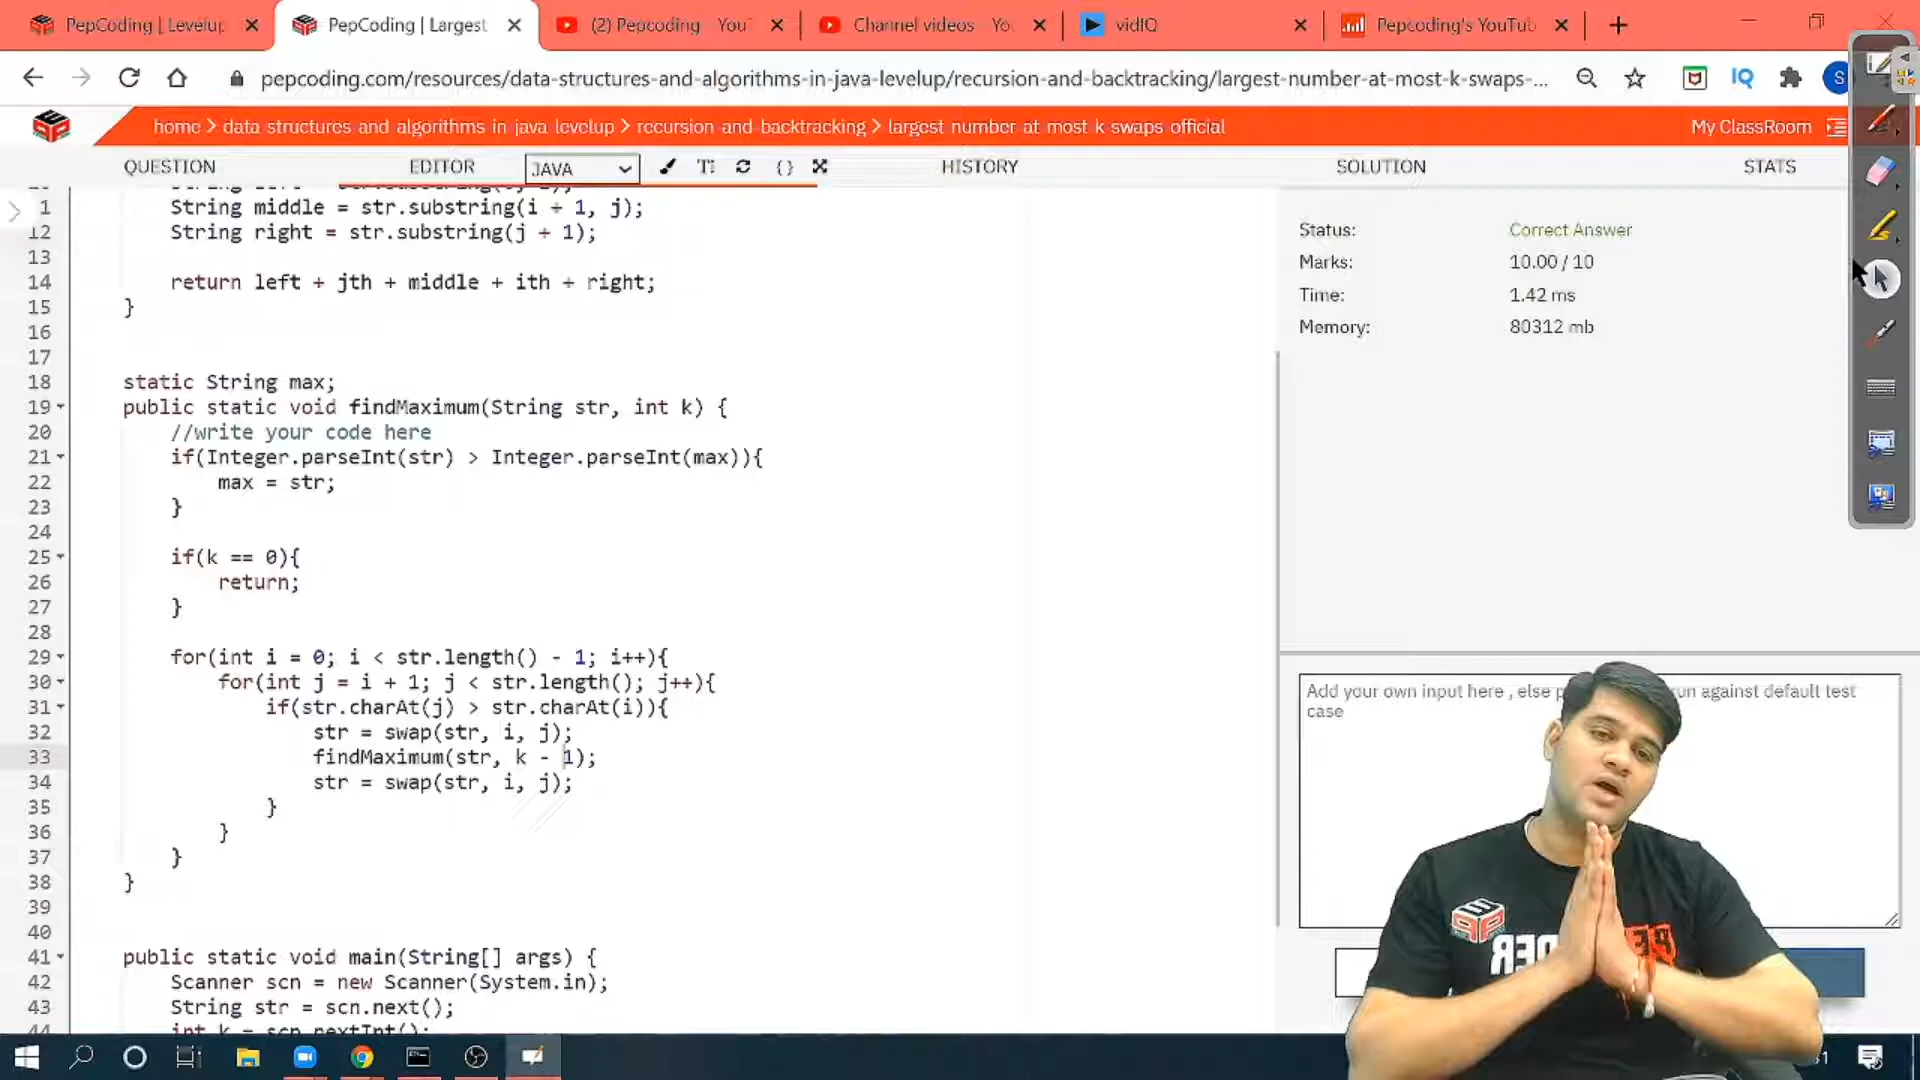 PepCoding | Levelup
PepCoding | Largest
(2) Pepcoding You
Channel videos Yo
vidIQ
Pepcoding's YouTub
pepcoding.com/resources/data-structures-and-algorithms-in-java-levelup/recursion-and-backtracking/largest-number-at-most-k-swaps-...
IQ
S
home > data structures and algorithms in java levelup > recursion and backtracking > largest number at most k swaps official
My ClassRoom
QUESTION
EDITOR
JAVA
HISTORY
SOLUTION
STATS
1 String middle = str.substring(i + 1, j);
12 String right = str.substring(j + 1);
13
14 return left + jth + middle + ith + right;
15 }
16
17
18 static String max;
19 public static void findMaximum(String str, int k) {
20 //write your code here
21 if(Integer.parseInt(str) > Integer.parseInt(max)){
22 max = str;
23 }
24
25 if(k == 0){
26 return;
27 }
28
29 for(int i = 0; i < str.length() - 1; i++){
30 for(int j = i + 1; j < str.length(); j++){
31 if(str.charAt(j) > str.charAt(i)){
32 str = swap(str, i, j);
33 findMaximum(str, k - 1);
34 str = swap(str, i, j);
35 }
36 }
37 }
38 }
39
40
41 public static void main(String[] args) {
42 Scanner scn = new Scanner(System.in);
43 String str = scn.next();
44 int k = scn.nextInt();
Status: Correct Answer
Marks: 10.00 / 10
Time: 1.42 ms
Memory: 80312 mb
Add your own input here , else run against default test
case